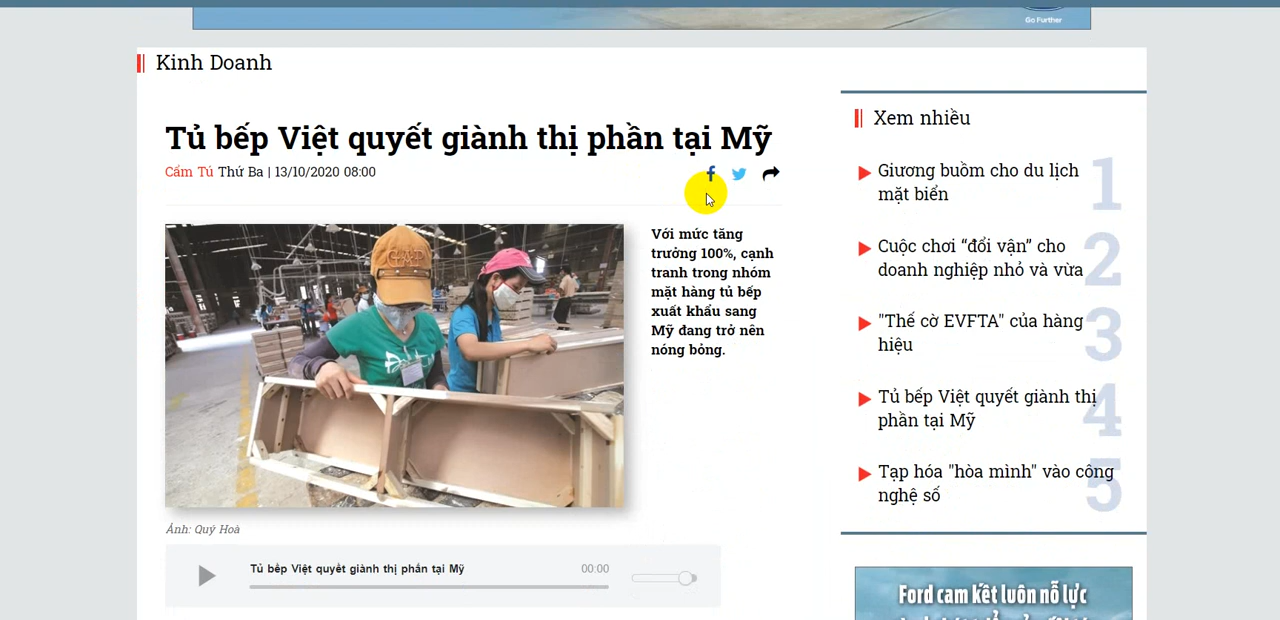 Go Further
Kinh Doanh
Tủ bếp Việt quyết giành thị phần tại Mỹ
Cẩm Tú Thứ Ba | 13/10/2020 08:00
Với mức tăng
trưởng 100%, cạnh
tranh trong nhóm
mặt hàng tủ bếp
xuất khẩu sang
Mỹ đang trở nên
nóng bỏng.
Ảnh: Quý Hoà
Tủ bếp Việt quyết giành thị phần tại Mỹ
00:00
Xem nhiều
Giương buồm cho du lịch
mặt biển
1
Cuộc chơi “đổi vận” cho
doanh nghiệp nhỏ và vừa
2
"Thế cờ EVFTA" của hàng
hiệu
3
Tủ bếp Việt quyết giành thị
phần tại Mỹ
4
Tạp hóa "hòa mình" vào công
nghệ số
5
Ford cam kết luôn nỗ lực